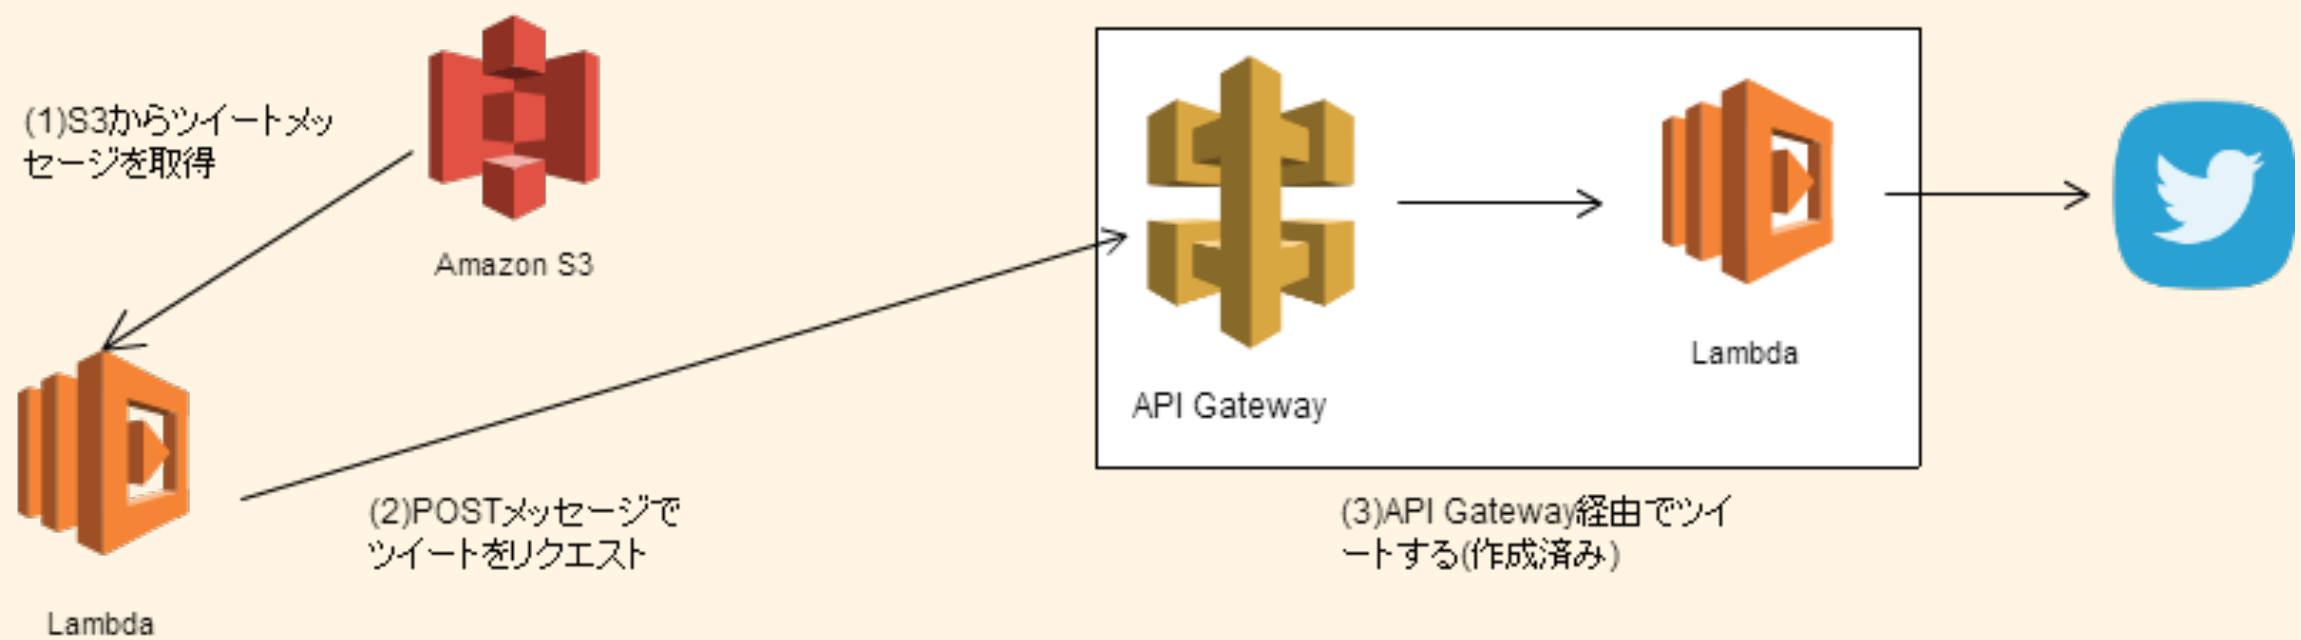 (1)S3からツイートメッ
セージを取得
Amazon S3
Lambda
(2)POSTメッセージで
ツイートをリクエスト
API Gateway
Lambda
(3)API Gateway経由でツイ
ートする(作成済み)